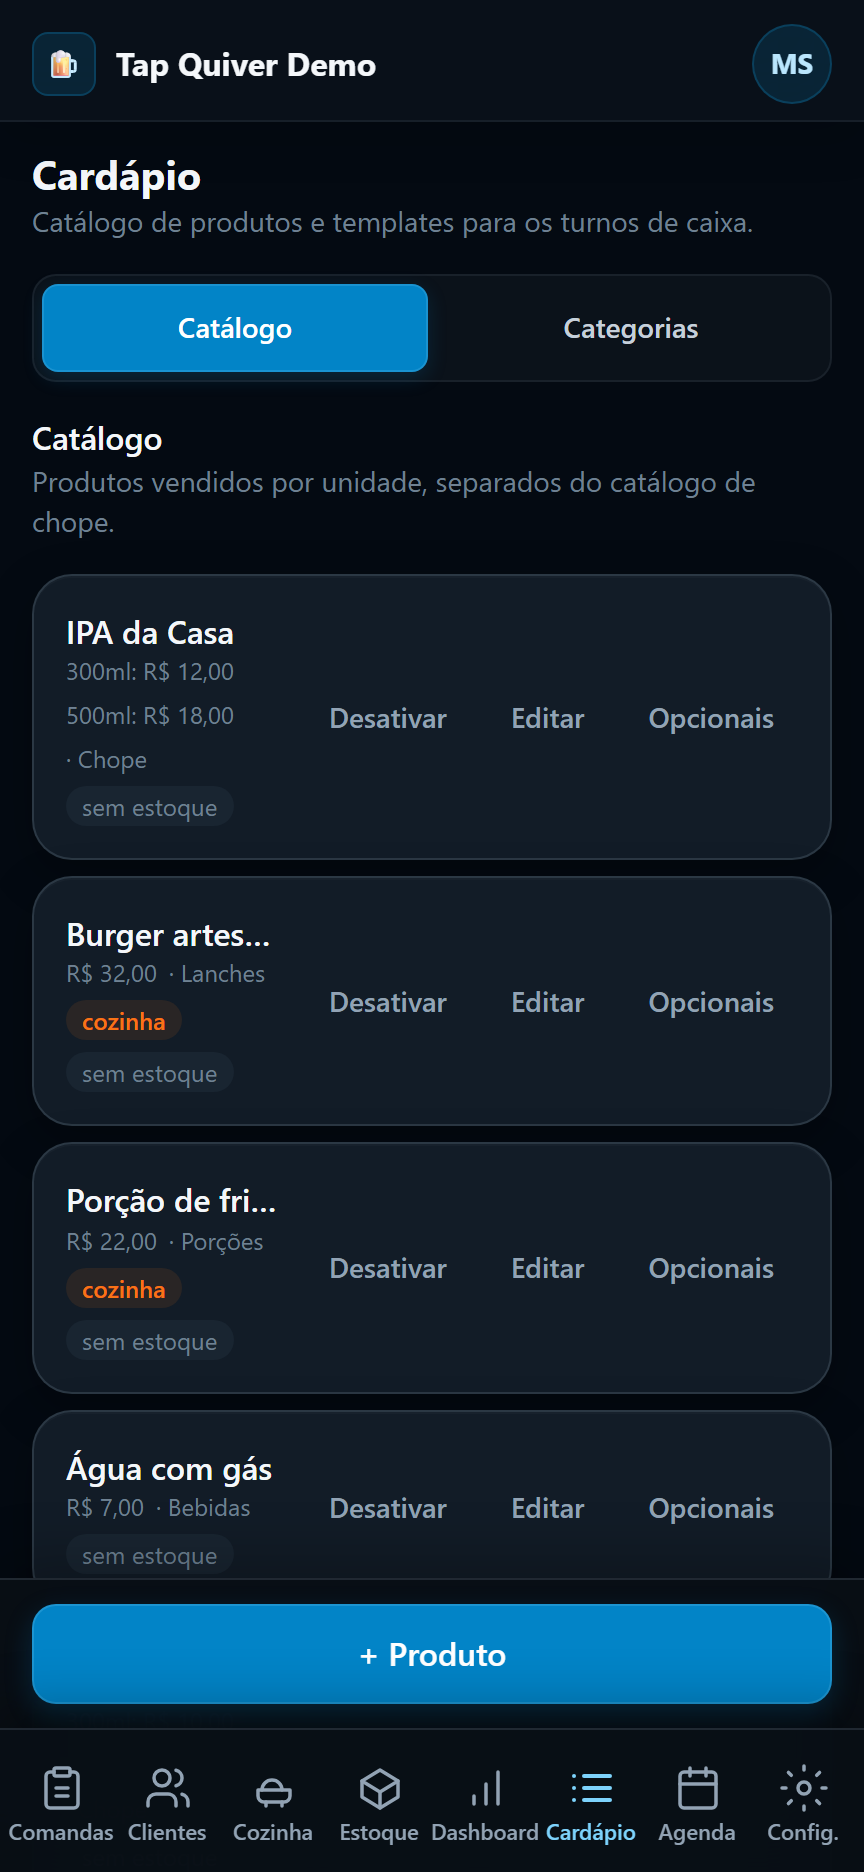 Tap Quiver Demo
MS
Cardápio
Catálogo de produtos e templates para os turnos de caixa.
Catálogo
Categorias
Catálogo
Produtos vendidos por unidade, separados do catálogo de
chope.
IPA da Casa
300ml: R$ 12,00
500ml: R$ 18,00
· Chope
sem estoque
Desativar
Editar
Opcionais
Burger artes...
R$ 32,00 · Lanches
cozinha
sem estoque
Desativar
Editar
Opcionais
Porção de fri...
R$ 22,00 · Porções
cozinha
sem estoque
Desativar
Editar
Opcionais
Água com gás
R$ 7,00 · Bebidas
sem estoque
Desativar
Editar
Opcionais
+ Produto
Comandas
Clientes
Cozinha
Estoque
Dashboard
Cardápio
Agenda
Config.